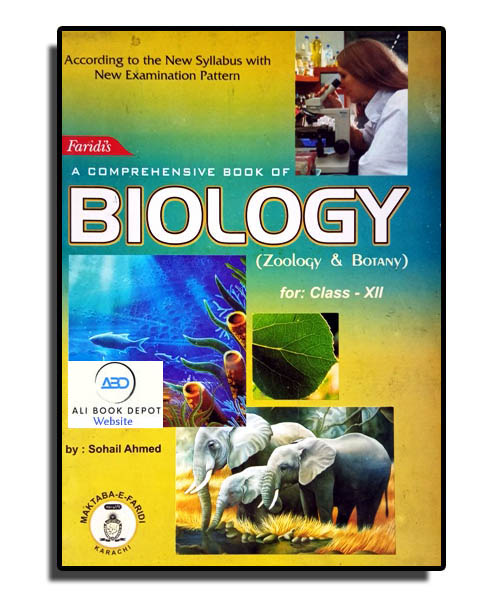 According to the New Syllabus with
New Examination Pattern
Faridi's
A COMPREHENSIVE BOOK OF
BIOLOGY
(ZOOLOGY & BOTANY)
for: Class - XII
ABO
ALI BOOK DEPOT
Website
by : Sohail Ahmed
MAKTABA-E-FARIDI
KARACHI